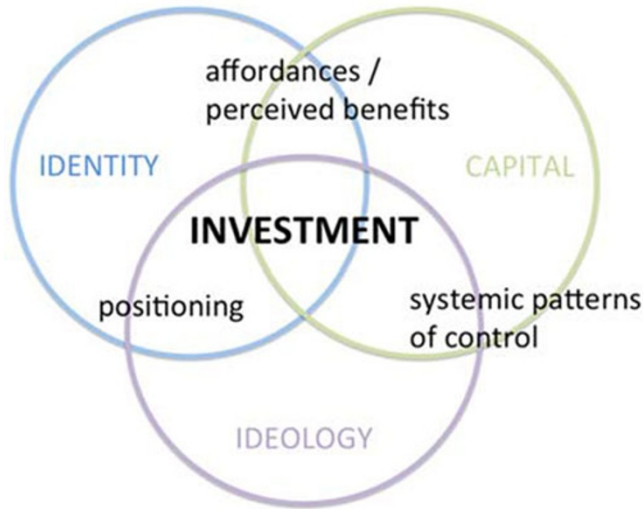 affordances /
perceived benefits
IDENTITY
CAPITAL
INVESTMENT
positioning
systemic patterns
of control
IDEOLOGY